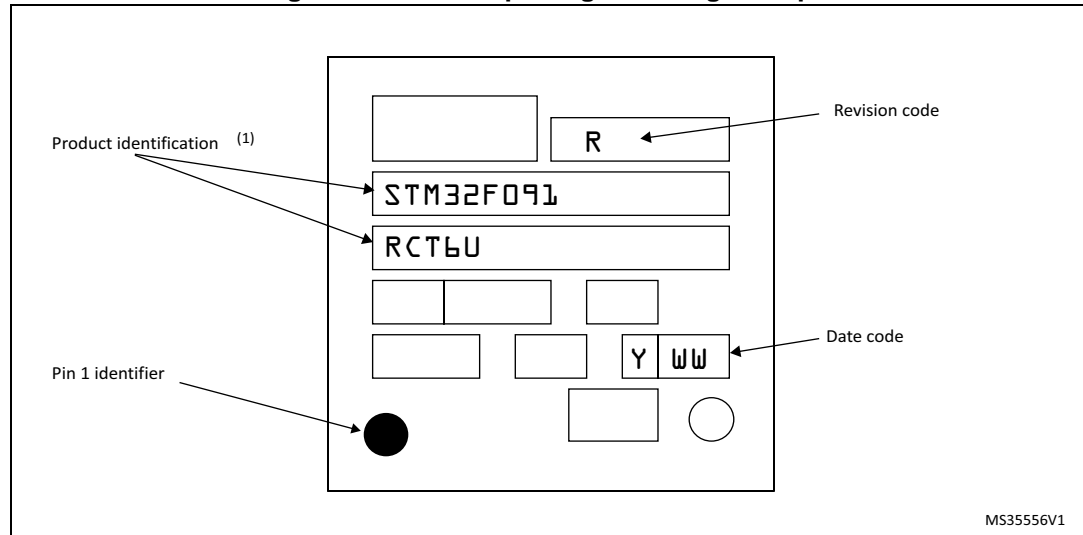 Revision code
R
Product identification (1)
STM32F091
RCT6U
Y WW
Date code
Pin 1 identifier
MS35556V1